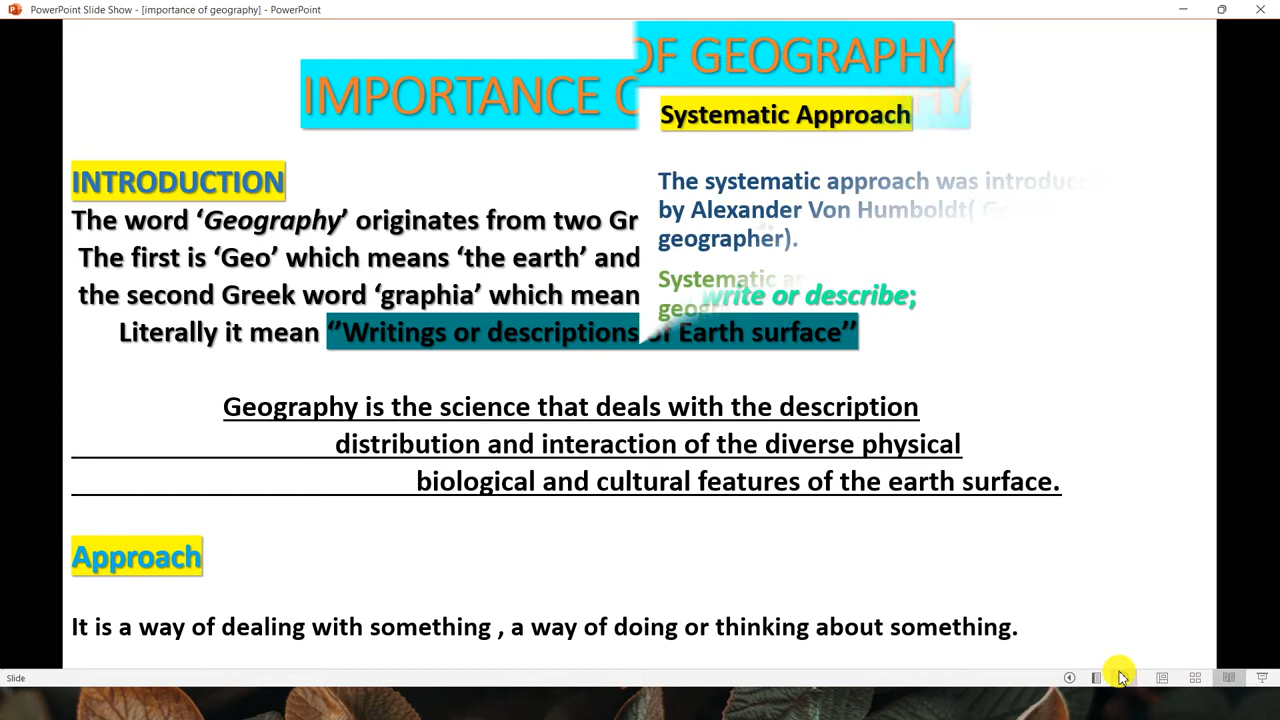 PowerPoint Slide Show - [importance of geography] - PowerPoint
OF GEOGRAPHY
IMPORTANCE
Systematic Approach
INTRODUCTION
The word ‘Geography’ originates from two Gr
The first is ‘Geo’ which means ‘the earth’ and
the second Greek word ‘graphia’ which mean
write or describe;
Literally it mean ‘’Writings or descriptions of Earth surface’’
The systematic approach was introduc
by Alexander Von Humboldt(
geographer).
Systematic
geogr
Geography is the science that deals with the description
distribution and interaction of the diverse physical
biological and cultural features of the earth surface.
Approach
It is a way of dealing with something , a way of doing or thinking about something.
Slide